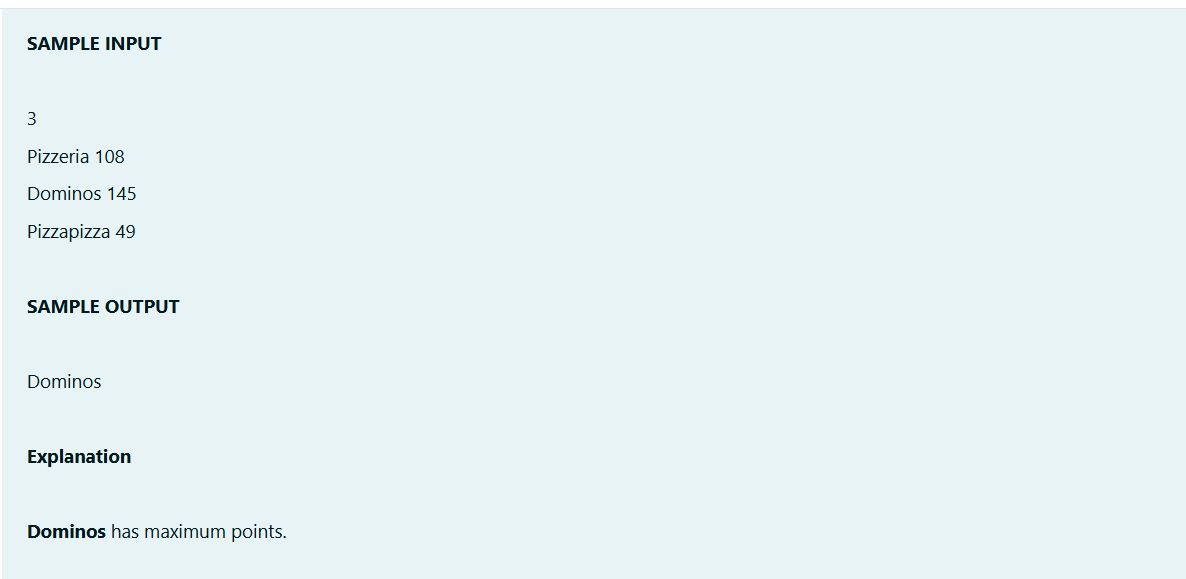 SAMPLE INPUT
3
Pizzeria 108
Dominos 145
Pizzapizza 49
SAMPLE OUTPUT
Dominos
Explanation
Dominos has maximum points.